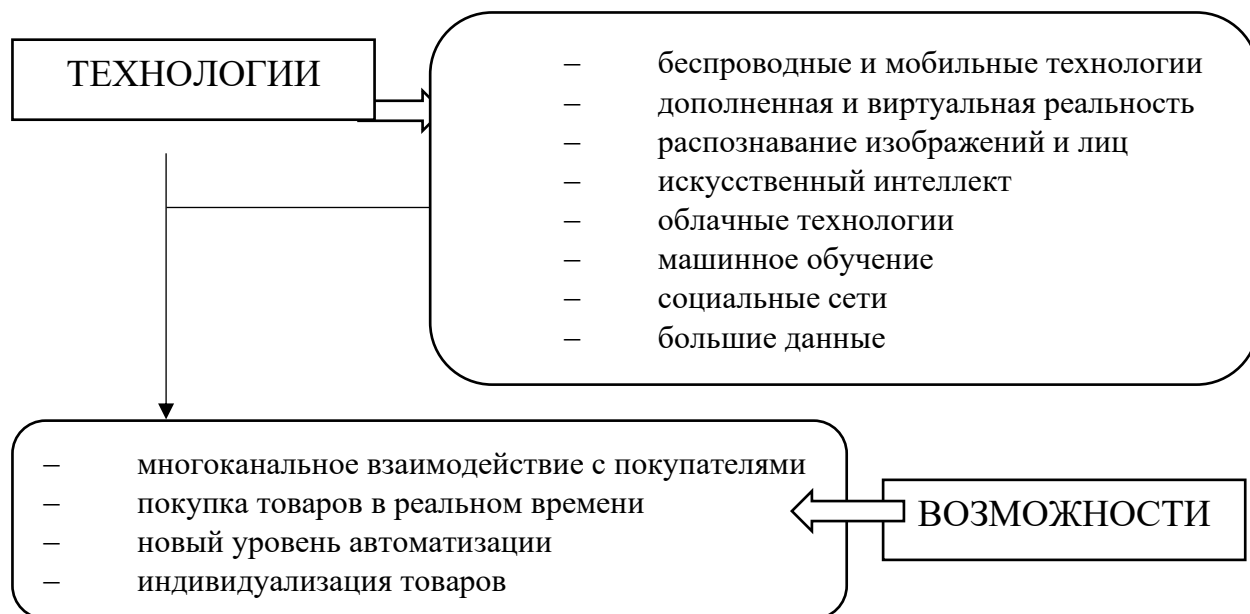 ТЕХНОЛОГИИ
– беспроводные и мобильные технологии
– дополненная и виртуальная реальность
– распознавание изображений и лиц
– искусственный интеллект
– облачные технологии
– машинное обучение
– социальные сети
– большие данные
– многоканальное взаимодействие с покупателями
– покупка товаров в реальном времени
– новый уровень автоматизации
– индивидуализация товаров
ВОЗМОЖНОСТИ